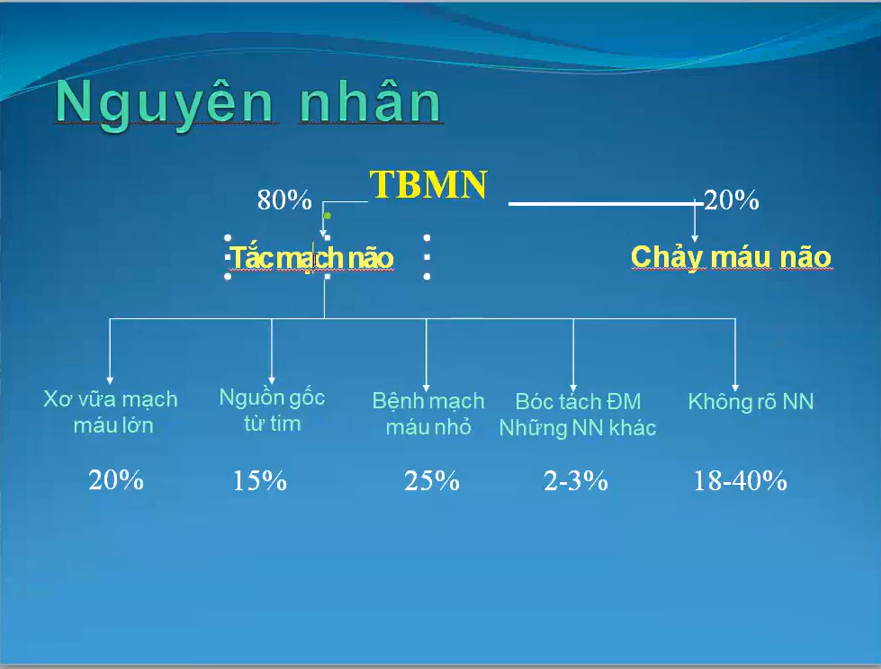 Nguyên nhân
TBMN
80%
20%
Tắc mạch não
Chảy máu não
Xơ vữa mạch
máu lớn
Nguồn gốc
từ tim
Bệnh mạch
máu nhỏ
Bóc tách ĐM
Những NN khác
Không rõ NN
20%
15%
25%
2-3%
18-40%